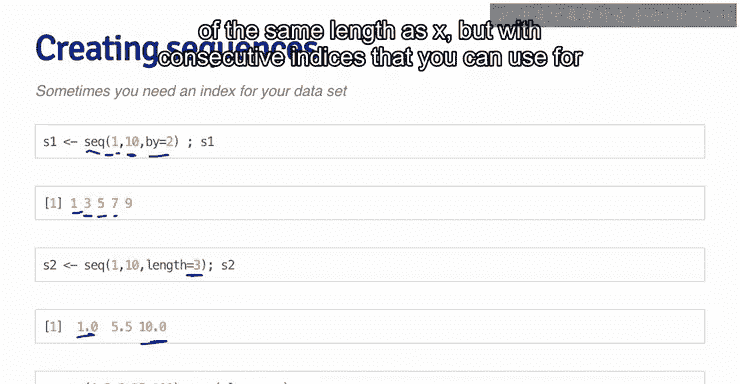 of the same length as x, but with
Creating sequences
consecutive indices that you can use for
Sometimes you need an index for your data set
s1 <- seq(1,10,by=2) ; s1
[1] 1 3 5 7 9
s2 <- seq(1,10,length=3); s2
[1] 1.0 5.5 10.0